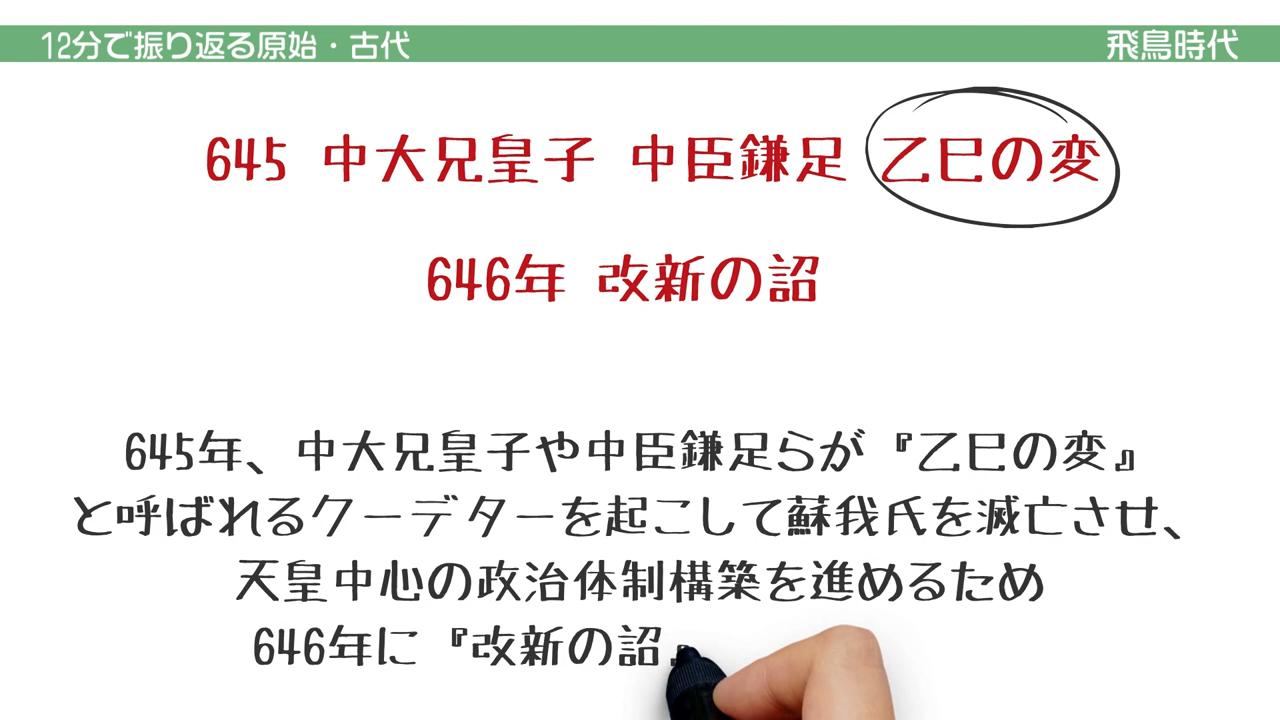 12分で振り返る原始・古代
飛鳥時代
645 中大兄皇子 中臣鎌足 乙巳の変
646年 改新の詔
645年、中大兄皇子や中臣鎌足らが『乙巳の変』
と呼ばれるクーデターを起こして蘇我氏を滅亡させ、
天皇中心の政治体制構築を進めるため
646年に『改新の詔